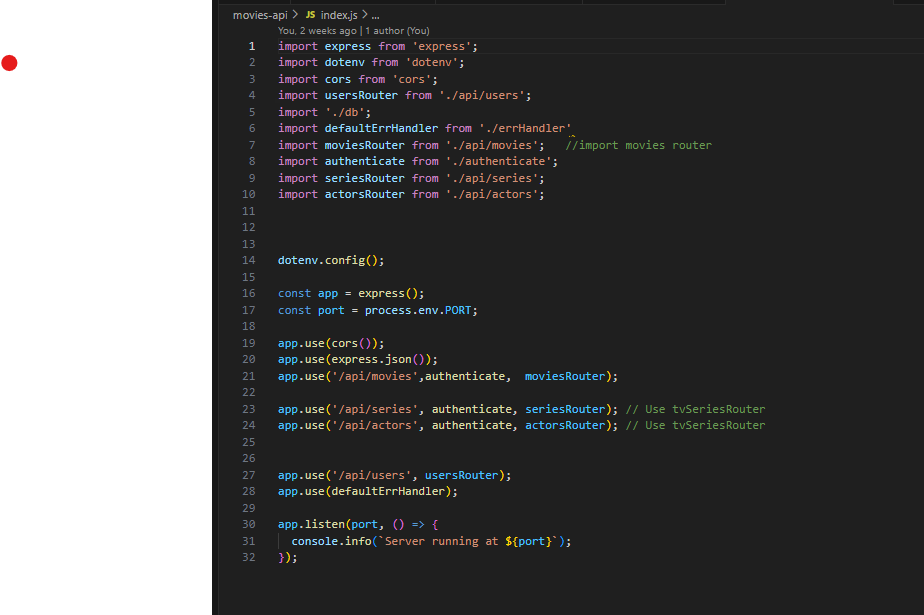 movies-api > JS index.js > ...
You, 2 weeks ago | 1 author (You)
1 import express from 'express';
2 import dotenv from 'dotenv';
3 import cors from 'cors';
4 import usersRouter from './api/users';
5 import './db';
6 import defaultErrHandler from './errHandler'
7 import moviesRouter from './api/movies';   //import movies router
8 import authenticate from './authenticate';
9 import seriesRouter from './api/series';
10 import actorsRouter from './api/actors';
11
12
13
14 dotenv.config();
15
16 const app = express();
17 const port = process.env.PORT;
18
19 app.use(cors());
20 app.use(express.json());
21 app.use('/api/movies',authenticate,  moviesRouter);
22
23 app.use('/api/series', authenticate, seriesRouter); // Use tvSeriesRouter
24 app.use('/api/actors', authenticate, actorsRouter); // Use tvSeriesRouter
25
26
27 app.use('/api/users', usersRouter);
28 app.use(defaultErrHandler);
29
30 app.listen(port, () => {
31   console.info(`Server running at ${port}`);
32 });